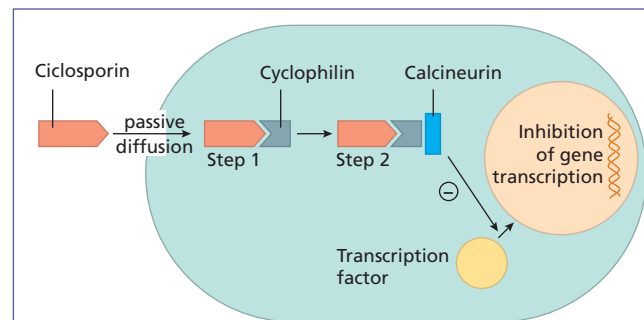 Ciclosporin
Cyclophilin
Calcineurin
passive
diffusion
Step 1
Step 2
Inhibition
of gene
transcription
−
Transcription
factor